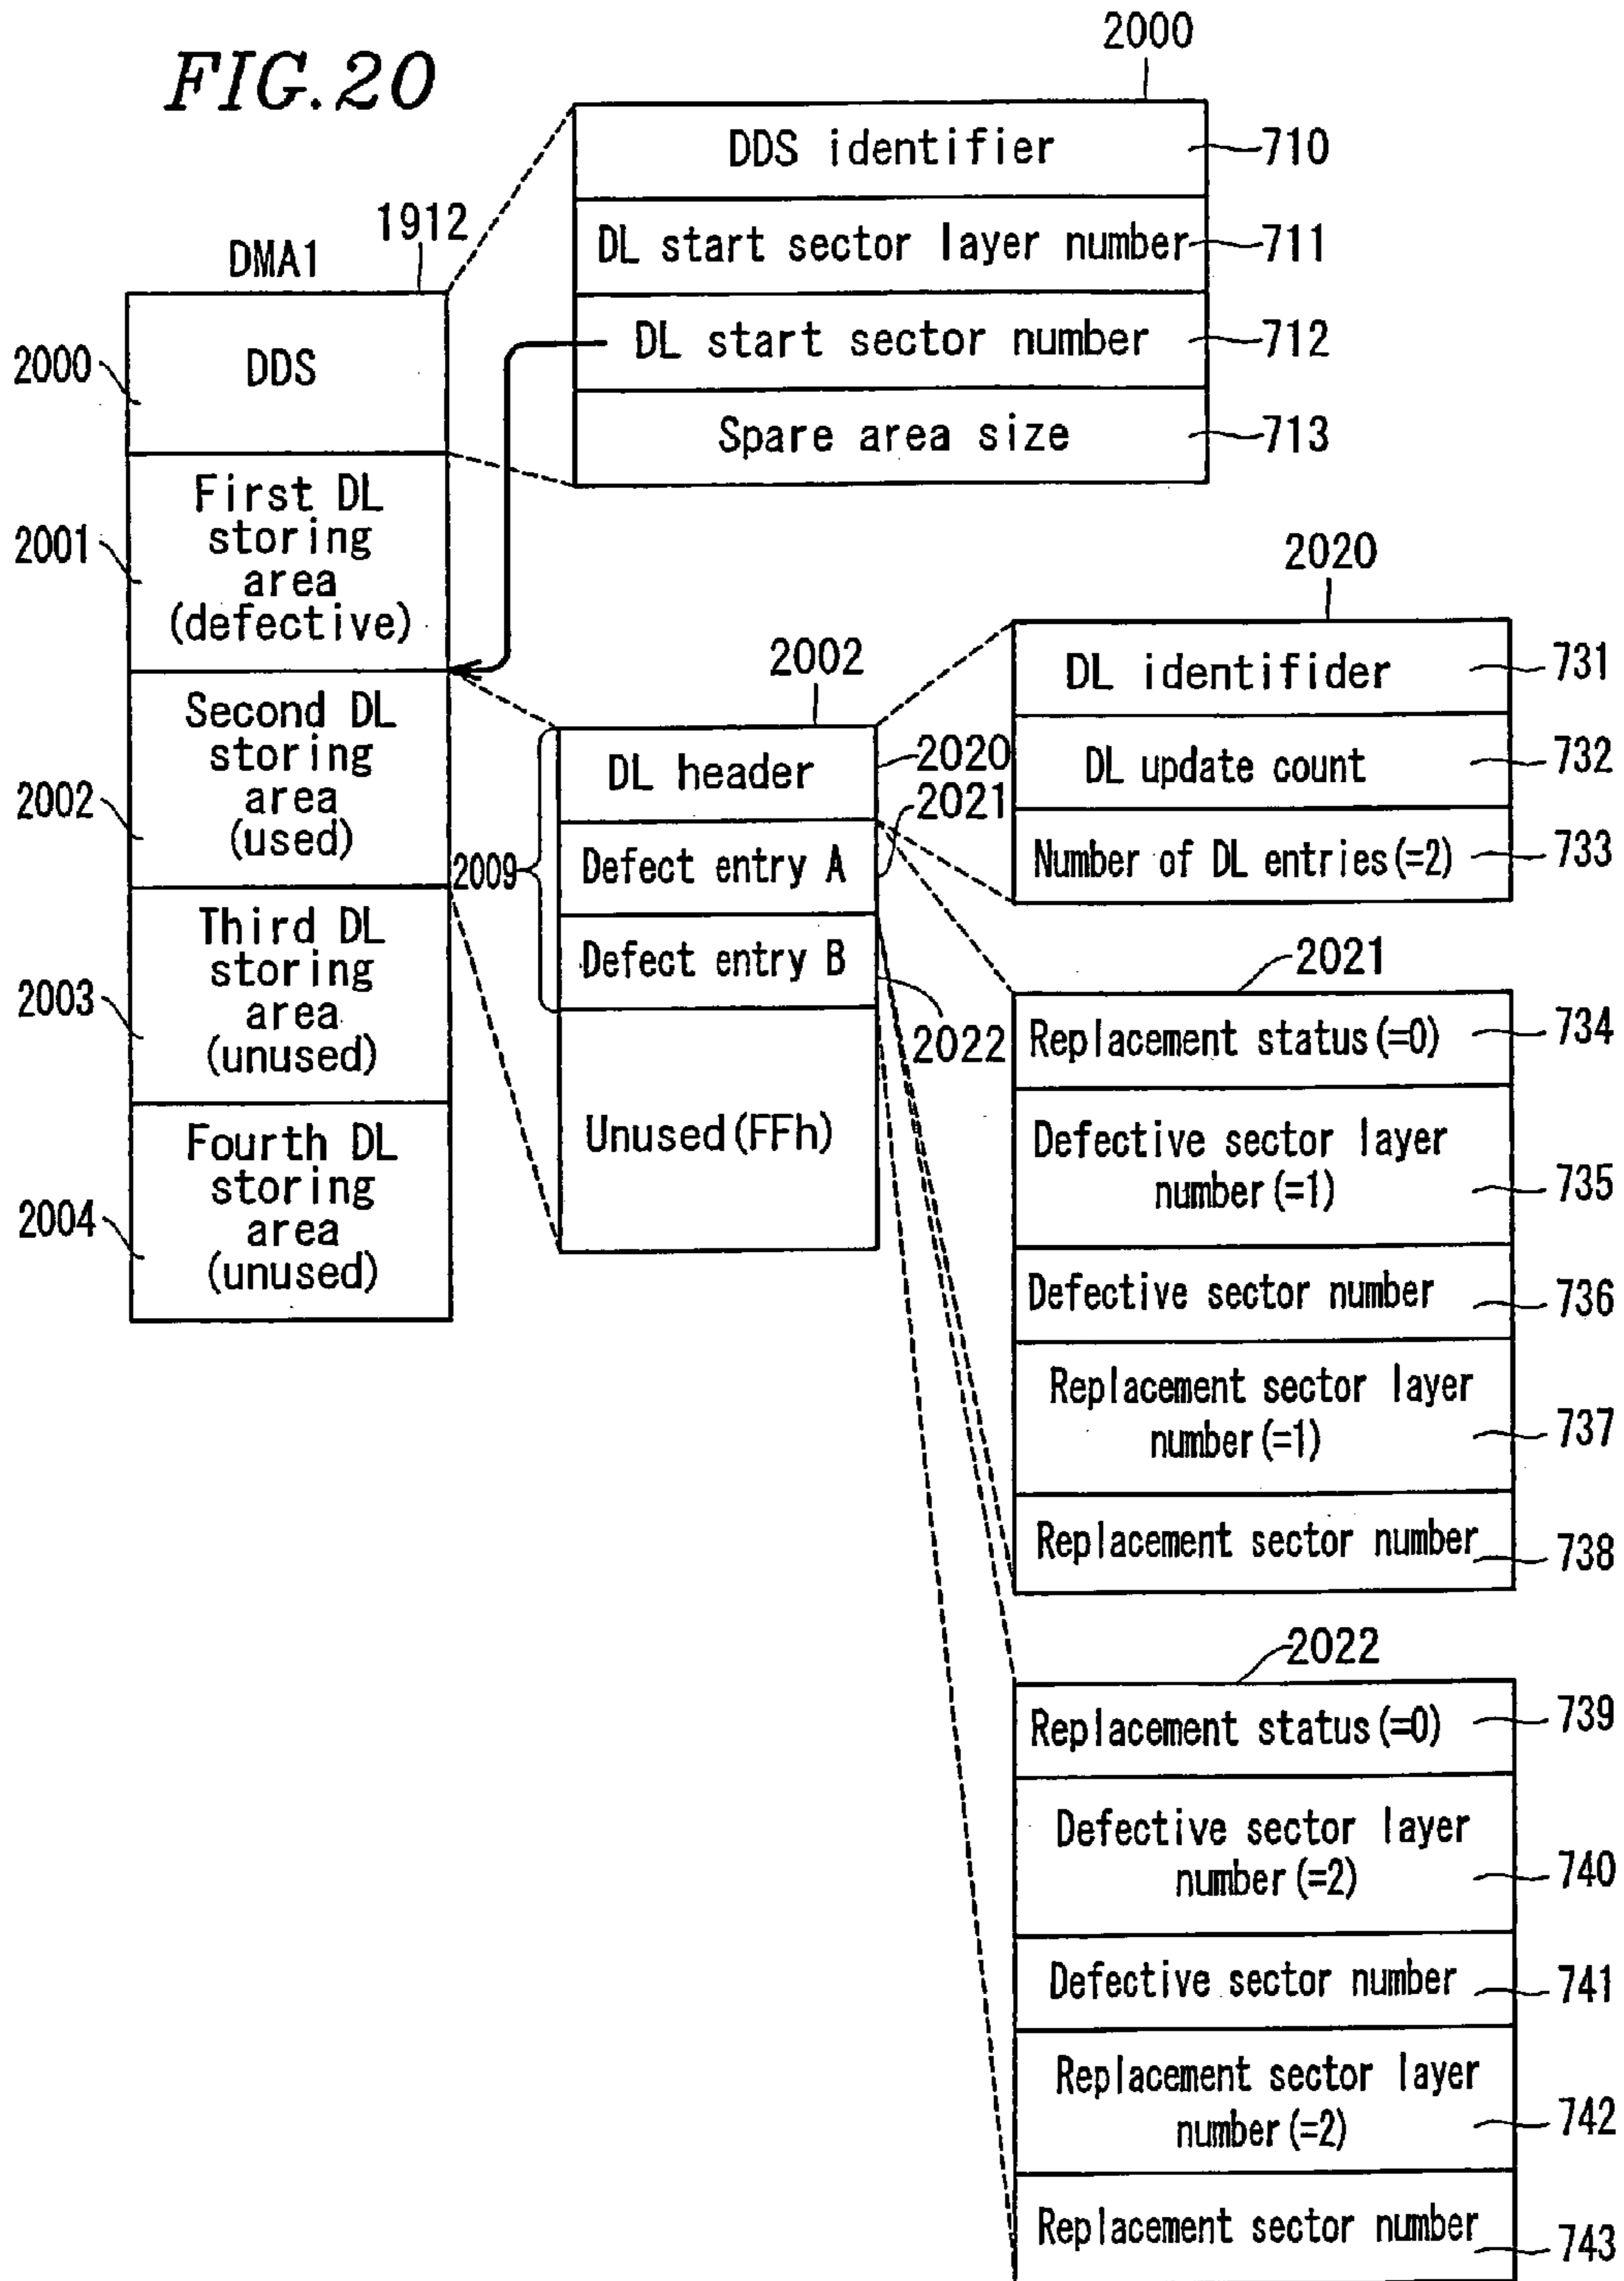 FIG.20
2000
DDS identifier
710
DL start sector layer number
711
DL start sector number
712
Spare area size
713
DMA1
1912
2000
DDS
2001
First DL
storing
area
(defective)
2002
Second DL
storing
area
(used)
2003
Third DL
storing
area
(unused)
2004
Fourth DL
storing
area
(unused)
2002
2009
DL header
2020
Defect entry A
2021
Defect entry B
2022
Unused(FFh)
2020
DL identifider
731
DL update count
732
Number of DL entries(=2)
733
2021
Replacement status(=0)
734
Defective sector layer
number(=1)
735
Defective sector number
736
Replacement sector layer
number(=1)
737
Replacement sector number
738
2022
Replacement status(=0)
739
Defective sector layer
number(=2)
740
Defective sector number
741
Replacement sector layer
number(=2)
742
Replacement sector number
743